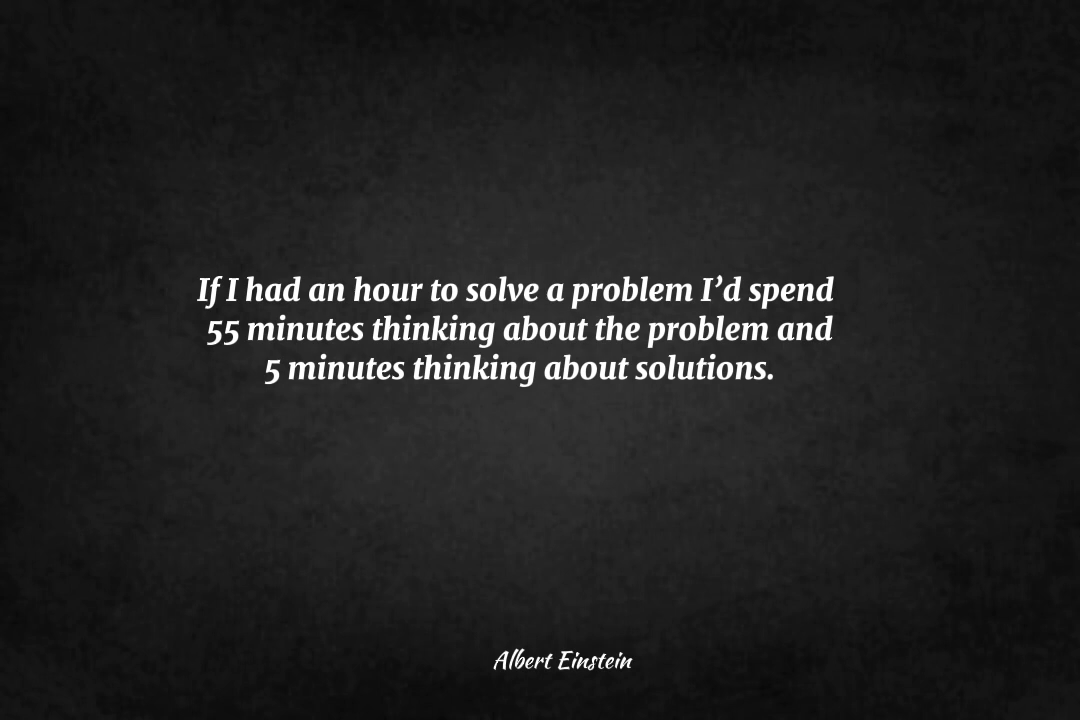 If I had an hour to solve a problem I’d spend
55 minutes thinking about the problem and
5 minutes thinking about solutions.
Albert Einstein